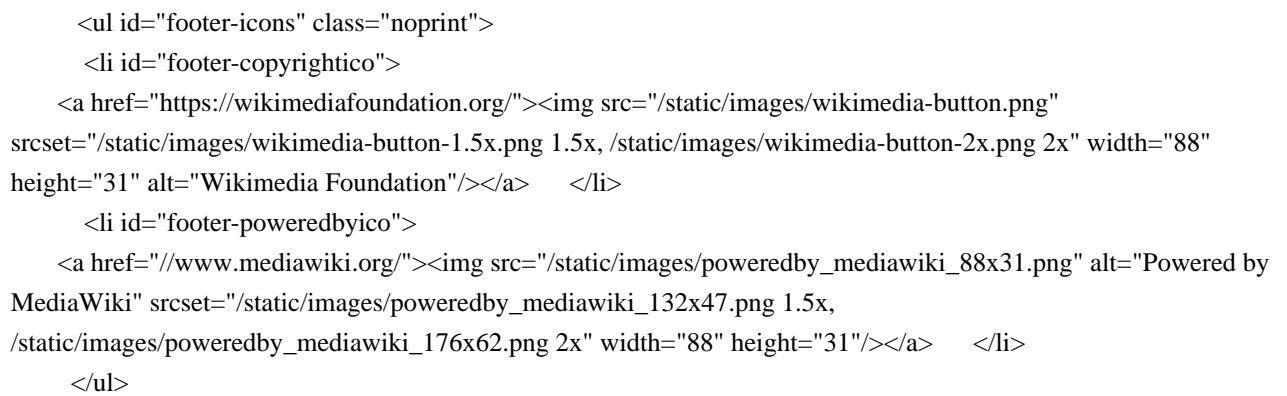 <ul id="footer-icons" class="noprint">
<li id="footer-copyrightico">
<a href="https://wikimediafoundation.org/"><img src="/static/images/wikimedia-button.png"
srcset="/static/images/wikimedia-button-1.5x.png 1.5x, /static/images/wikimedia-button-2x.png 2x" width="88"
height="31" alt="Wikimedia Foundation"/></a> </li>
<li id="footer-poweredbyico">
<a href="//www.mediawiki.org/"><img src="/static/images/poweredby_mediawiki_88x31.png" alt="Powered by
MediaWiki" srcset="/static/images/poweredby_mediawiki_132x47.png 1.5x,
/static/images/poweredby_mediawiki_176x62.png 2x" width="88" height="31"/></a> </li>
</ul>